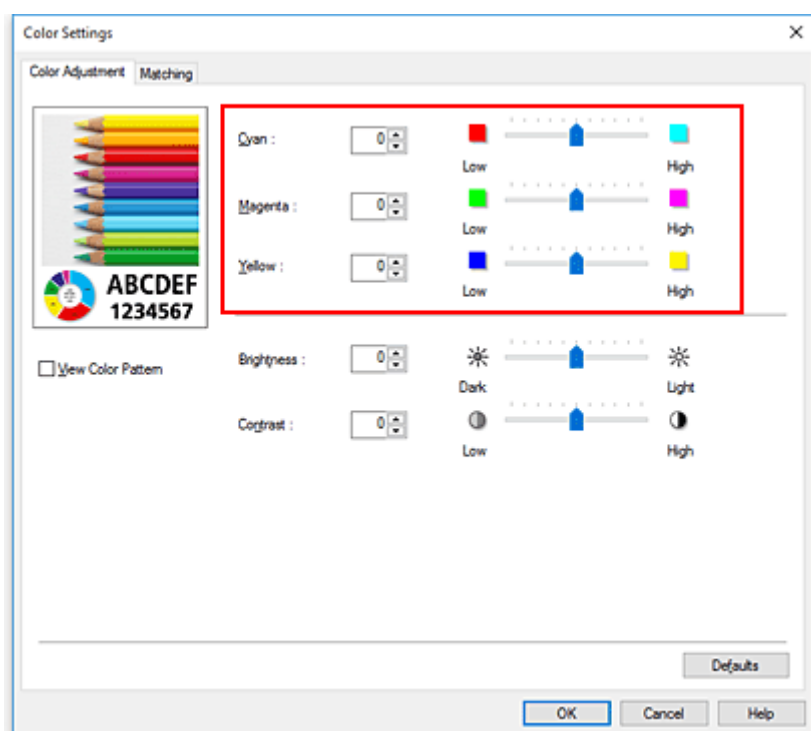 Color Settings
Color Adjustment Matching
Cyan : 0
Low High
Magenta : 0
Low High
Yellow : 0
Low High
ABCDEF
1234567
View Color Pattern
Brightness : 0
Dark Light
Contrast : 0
Low High
Defaults
OK Cancel Help